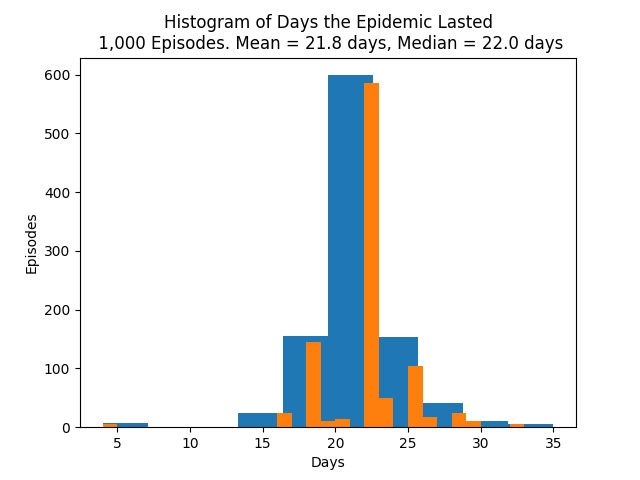 Histogram of Days the Epidemic Lasted
1,000 Episodes. Mean = 21.8 days, Median = 22.0 days
600
500
400
300
200
100
0
Episodes
5 10 15 20 25 30 35
Days